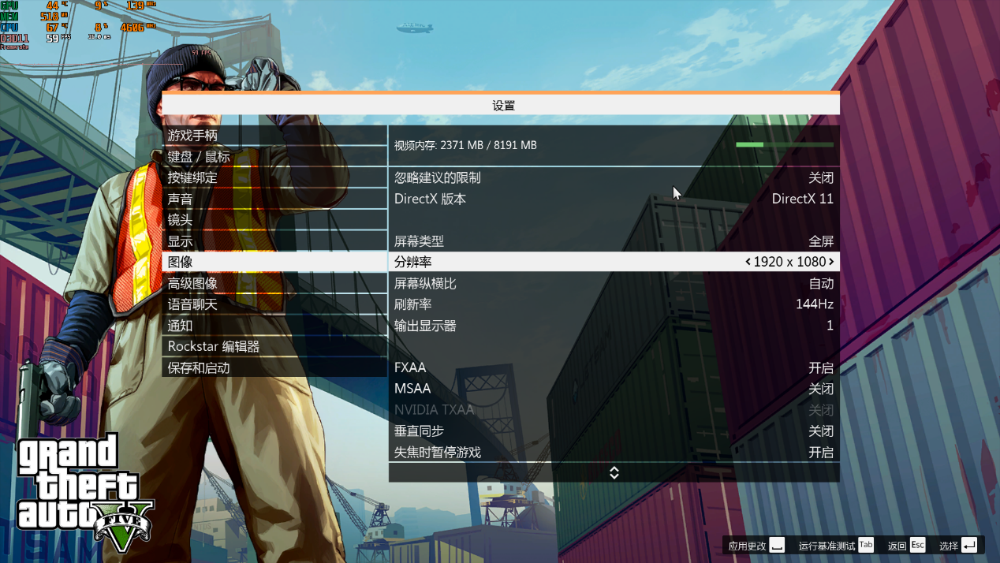 GPU 44 °C 9 % 139 MHz
MEM 518 MB
CPU 67 °C 8 % 4606 MHz
D3D11 59 FPS
Framerate
59 FPS
设置
游戏手柄
键盘 / 鼠标
按键绑定
声音
镜头
显示
图像
高级图像
语音聊天
通知
Rockstar 编辑器
保存和启动
视频内存: 2371 MB / 8191 MB
忽略建议的限制 关闭
DirectX 版本 DirectX 11
屏幕类型 全屏
分辨率 1920 x 1080
屏幕纵横比 自动
刷新率 144Hz
输出显示器 1
FXAA 开启
MSAA 关闭
NVIDIA TXAA 关闭
垂直同步 关闭
失焦时暂停游戏 开启
grand
theft
auto
FIVE
应用更改 运行基准测试 Tab 返回 Esc 选择